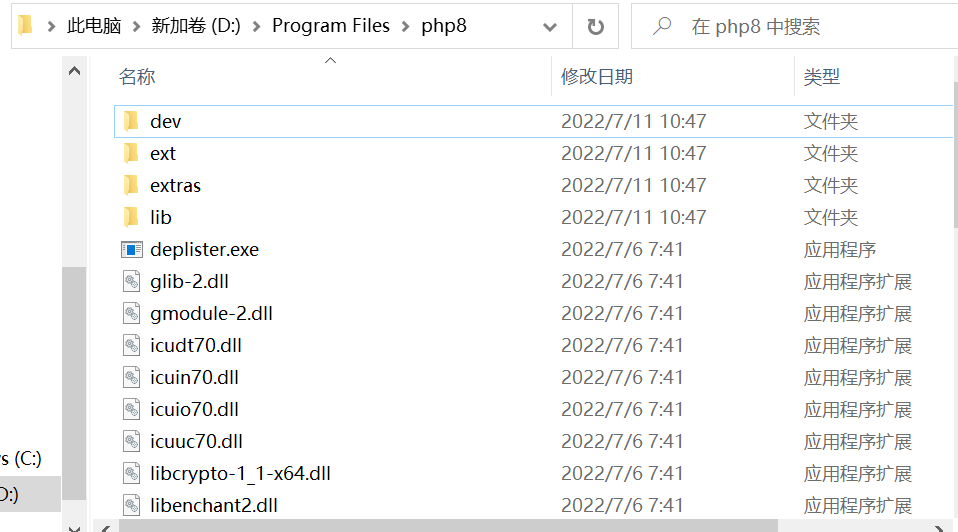 此电脑 新加卷 (D:) Program Files php8 在 php8 中搜索
名称 修改日期 类型
dev 2022/7/11 10:47 文件夹
ext 2022/7/11 10:47 文件夹
extras 2022/7/11 10:47 文件夹
lib 2022/7/11 10:47 文件夹
deplister.exe 2022/7/6 7:41 应用程序
glib-2.dll 2022/7/6 7:41 应用程序扩展
gmodule-2.dll 2022/7/6 7:41 应用程序扩展
icudt70.dll 2022/7/6 7:41 应用程序扩展
icuin70.dll 2022/7/6 7:41 应用程序扩展
icuio70.dll 2022/7/6 7:41 应用程序扩展
icuuc70.dll 2022/7/6 7:41 应用程序扩展
s (C:)
libcrypto-1_1-x64.dll 2022/7/6 7:41 应用程序扩展
D:)
libenchant2.dll 2022/7/6 7:41 应用程序扩展